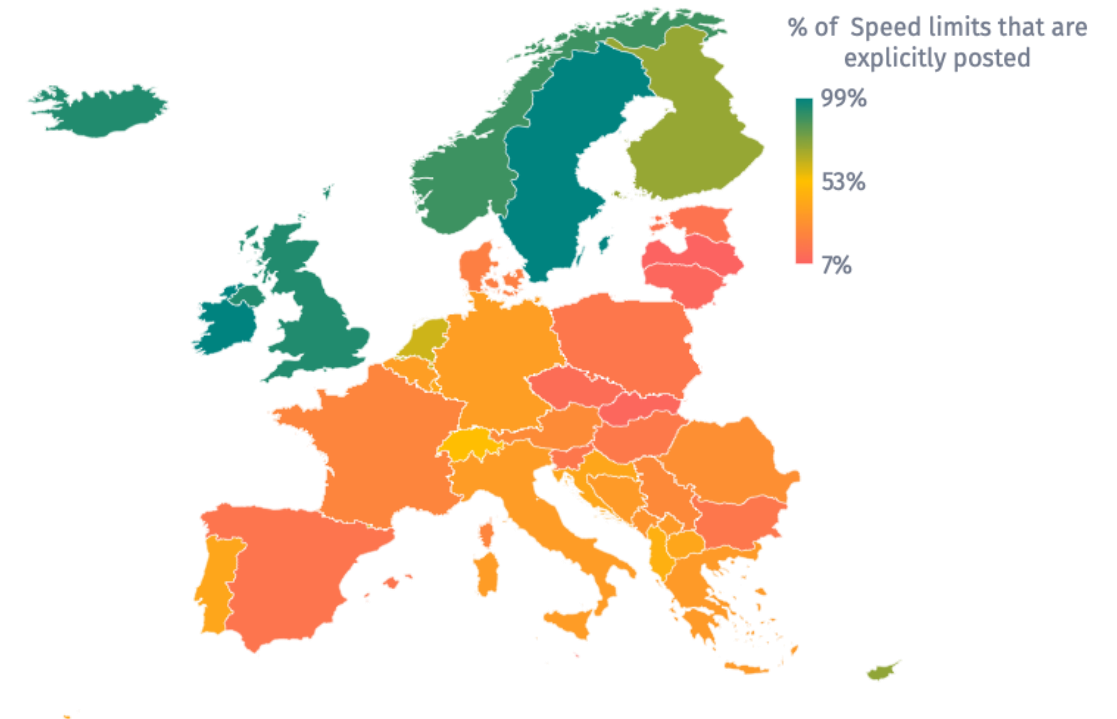 % of  Speed limits that are
explicitly posted
99%
53%
7%